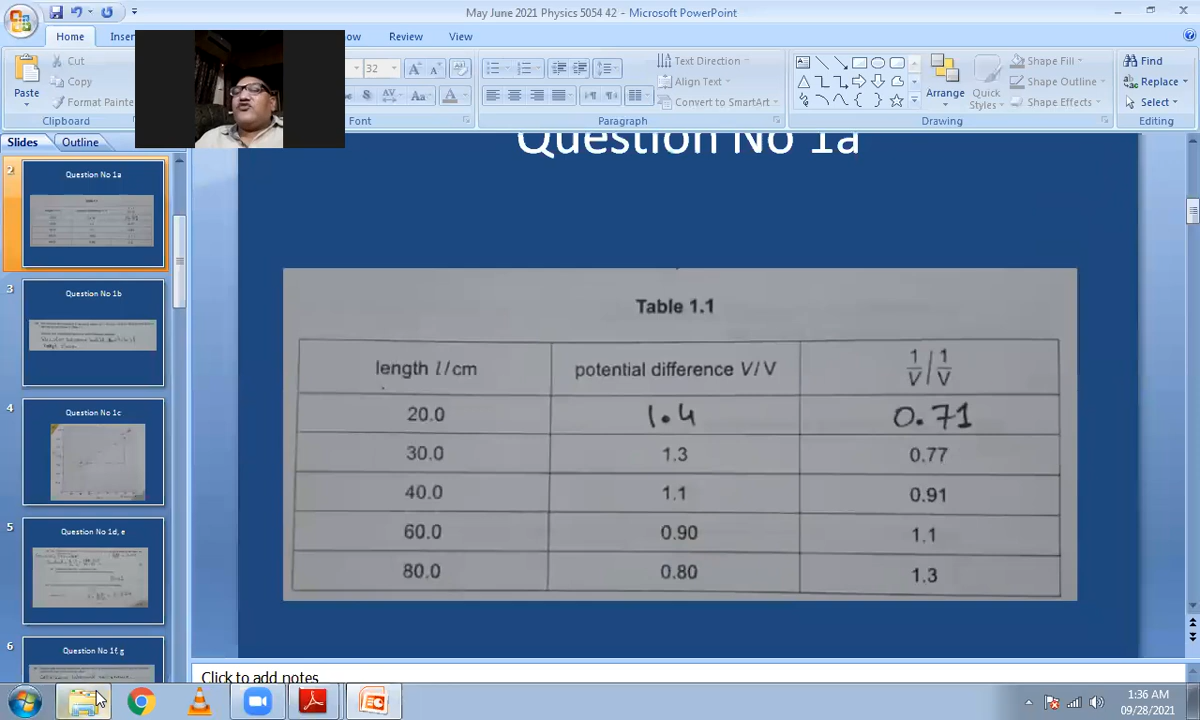 May June 2021 Physics 5054 42 - Microsoft PowerPoint
Home
Review
View
Cut
Copy
Paste
Clipboard
32
Font
Text Direction
Align Text
Convert to SmartArt
Paragraph
Arrange
Quick
Styles
Shape Fill
Shape Outline
Shape Effects
Drawing
Find
Replace
Select
Editing
Slides
Outline
2
Question No 1a
3
Question No 1b
4
Question No 1c
5
Question No 1d, e
6
Question No 1f, g
Question No 1a
Table 1.1
length l/cm potential difference V/V 1/V / 1/V
20.0 1.4 0.71
30.0 1.3 0.77
40.0 1.1 0.91
60.0 0.90 1.1
80.0 0.80 1.3
Click to add notes
1:36 AM
09/28/2021